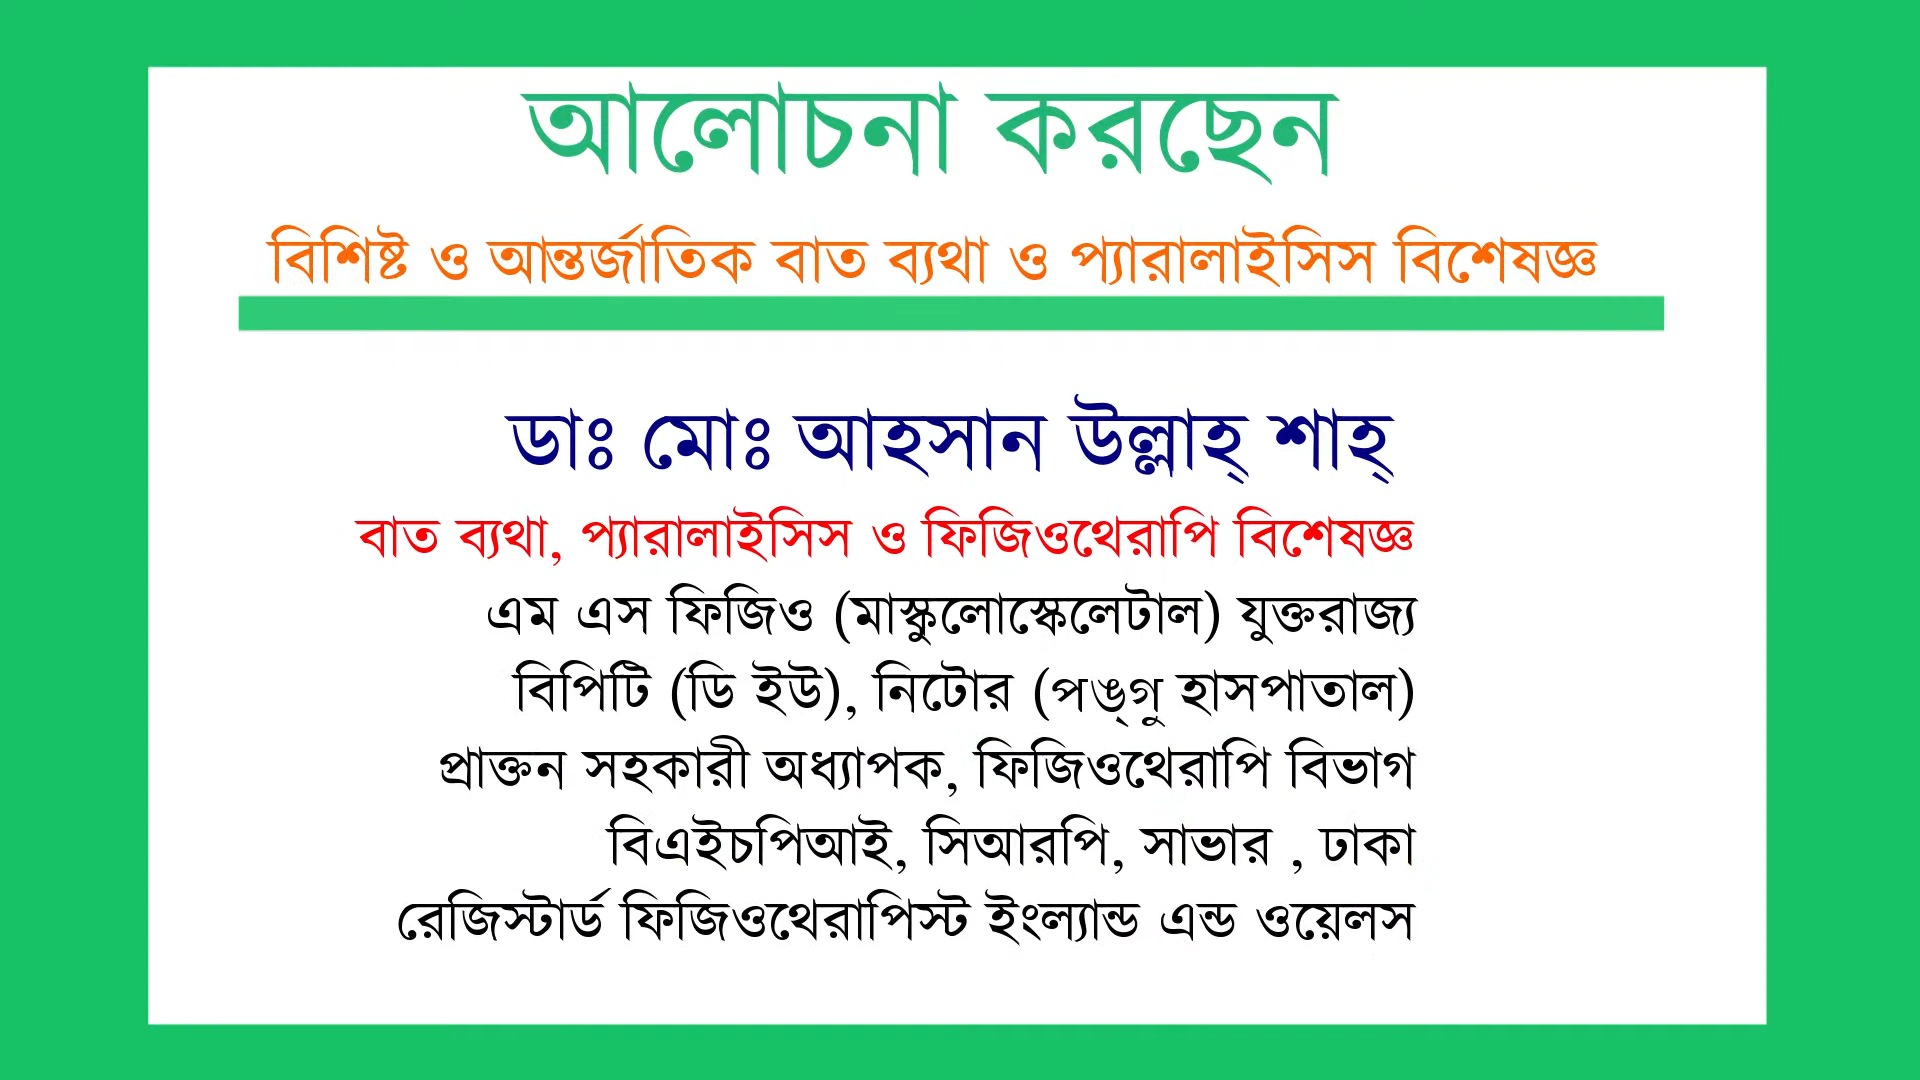 আলোচনা করছেন
বিশিষ্ট ও আন্তর্জাতিক বাত ব্যথা ও প্যারালাইসিস বিশেষজ্ঞ
ডাঃ মোঃ আহসান উল্লাহ্ শাহ্
বাত ব্যথা, প্যারালাইসিস ও ফিজিওথেরাপি বিশেষজ্ঞ
এম এস ফিজিও (মাস্কুলোস্কেলেটাল) যুক্তরাজ্য
বিপিটি (ডি ইউ), নিটোর (পঙ্গু হাসপাতাল)
প্রাক্তন সহকারী অধ্যাপক, ফিজিওথেরাপি বিভাগ
বিএইচপিআই, সিআরপি, সাভার , ঢাকা
রেজিস্টার্ড ফিজিওথেরাপিস্ট ইংল্যান্ড এন্ড ওয়েলস